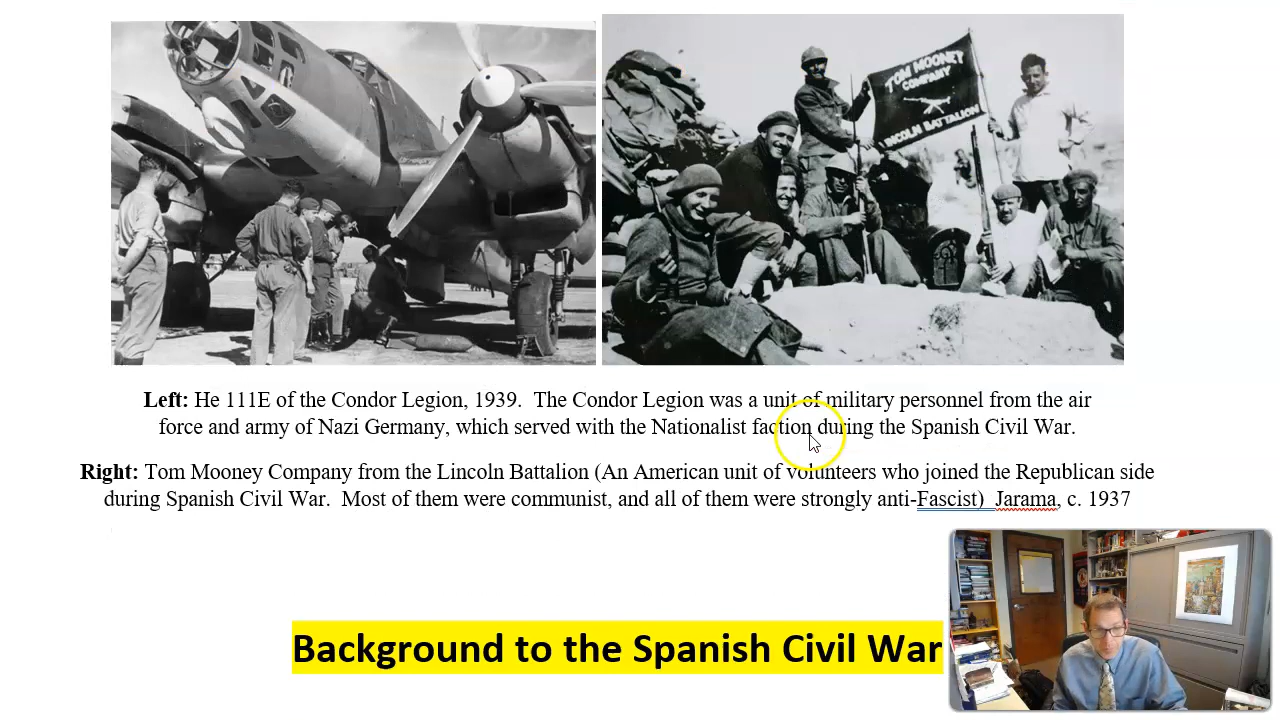 TOM MOONEY
COMPANY
LINCOLN BATTALION
Left: He 111E of the Condor Legion, 1939.  The Condor Legion was a unit of military personnel from the air
force and army of Nazi Germany, which served with the Nationalist faction during the Spanish Civil War.
Right: Tom Mooney Company from the Lincoln Battalion (An American unit of volunteers who joined the Republican side
during Spanish Civil War.  Most of them were communist, and all of them were strongly anti-Fascist)  Jarama, c. 1937
Background to the Spanish Civil War